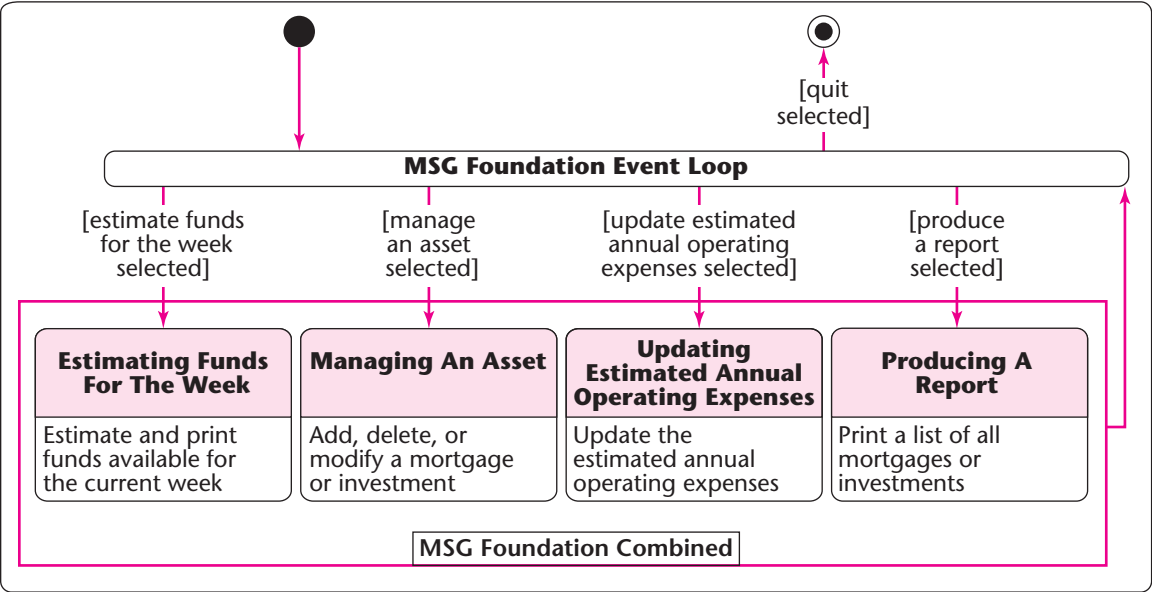 [quit
selected]
MSG Foundation Event Loop
[estimate funds
for the week
selected]
[manage
an asset
selected]
[update estimated
annual operating
expenses selected]
[produce
a report
selected]
Estimating Funds
For The Week
Estimate and print
funds available for
the current week
Managing An Asset
Add, delete, or
modify a mortgage
or investment
Updating
Estimated Annual
Operating Expenses
Update the
estimated annual
operating expenses
Producing A
Report
Print a list of all
mortgages or
investments
MSG Foundation Combined